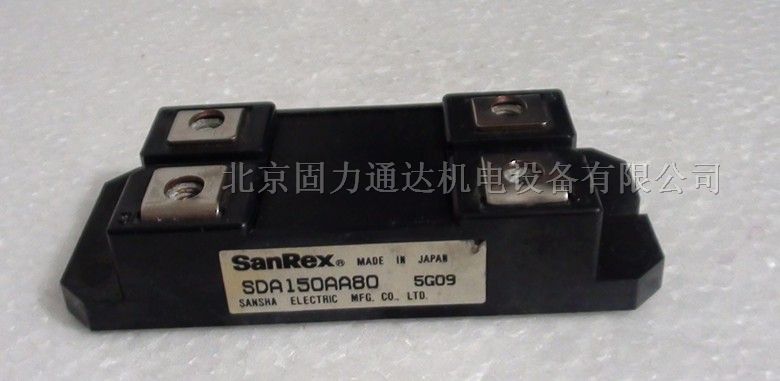 北京固力通达机电设备有限公司
SanRex® MADE IN JAPAN
SDA150AA80 5G09
SANSHA ELECTRIC MFG. CO., LTD.